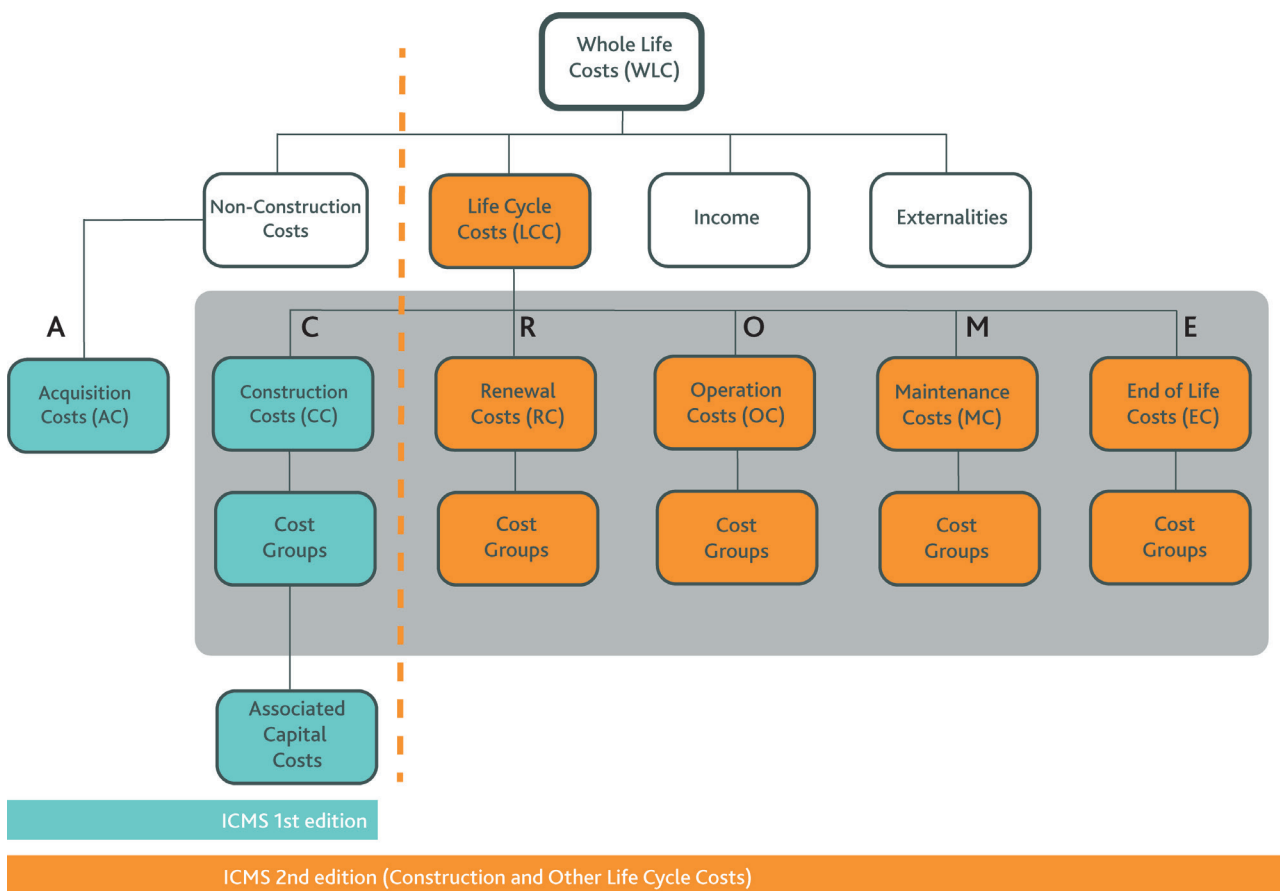 Whole Life
Costs (WLC)
Non-Construction
Costs
Life Cycle
Costs (LCC)
Income
Externalities
A
C
R
O
M
E
Acquisition
Costs (AC)
Construction
Costs (CC)
Renewal
Costs (RC)
Operation
Costs (OC)
Maintenance
Costs (MC)
End of Life
Costs (EC)
Cost
Groups
Cost
Groups
Cost
Groups
Cost
Groups
Cost
Groups
Associated
Capital
Costs
ICMS 1st edition
ICMS 2nd edition (Construction and Other Life Cycle Costs)